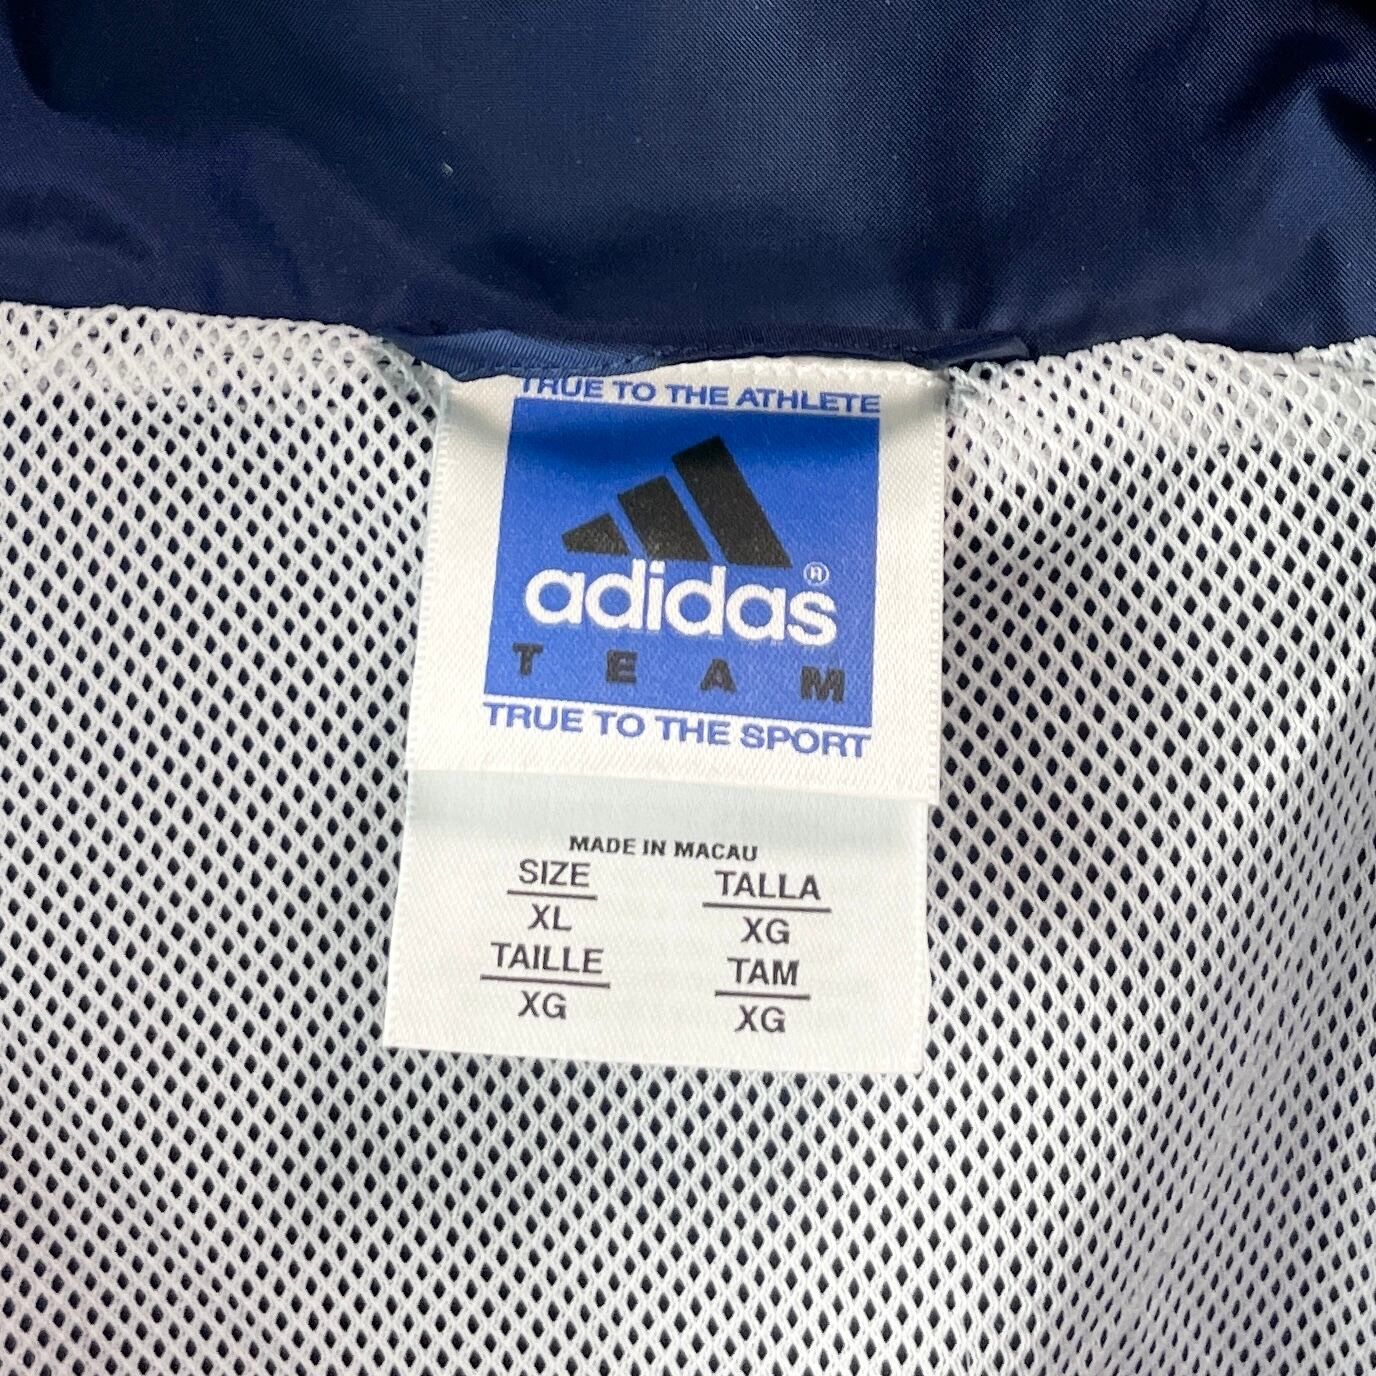 TRUE TO THE ATHLETE
adidas®
TEAM
TRUE TO THE SPORT
MADE IN MACAU
SIZE TALLA
XL XG
TAILLE TAM
XG XG